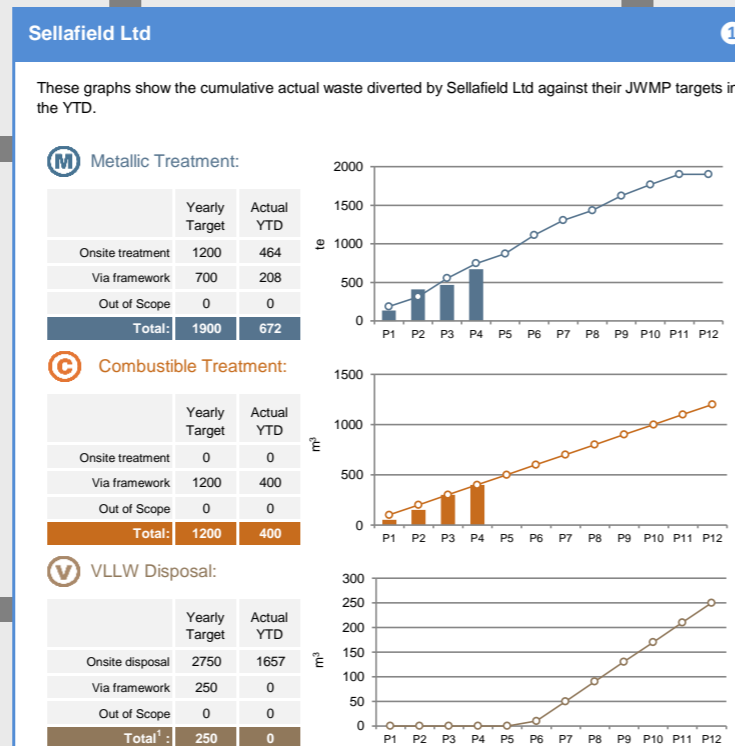 Sellafield Ltd
1
These graphs show the cumulative actual waste diverted by Sellafield Ltd against their JWMP targets in
the YTD.
M Metallic Treatment:
Yearly Target Actual YTD
Onsite treatment 1200 464
Via framework 700 208
Out of Scope 0 0
Total: 1900 672
2000
1500
1000
500
0
te
P1 P2 P3 P4 P5 P6 P7 P8 P9 P10 P11 P12
C Combustible Treatment:
Yearly Target Actual YTD
Onsite treatment 0 0
Via framework 1200 400
Out of Scope 0 0
Total: 1200 400
1500
1000
500
0
m³
P1 P2 P3 P4 P5 P6 P7 P8 P9 P10 P11 P12
V VLLW Disposal:
Yearly Target Actual YTD
Onsite disposal 2750 1657
Via framework 250 0
Out of Scope 0 0
Total¹ : 250 0
300
250
200
150
100
50
0
m³
P1 P2 P3 P4 P5 P6 P7 P8 P9 P10 P11 P12